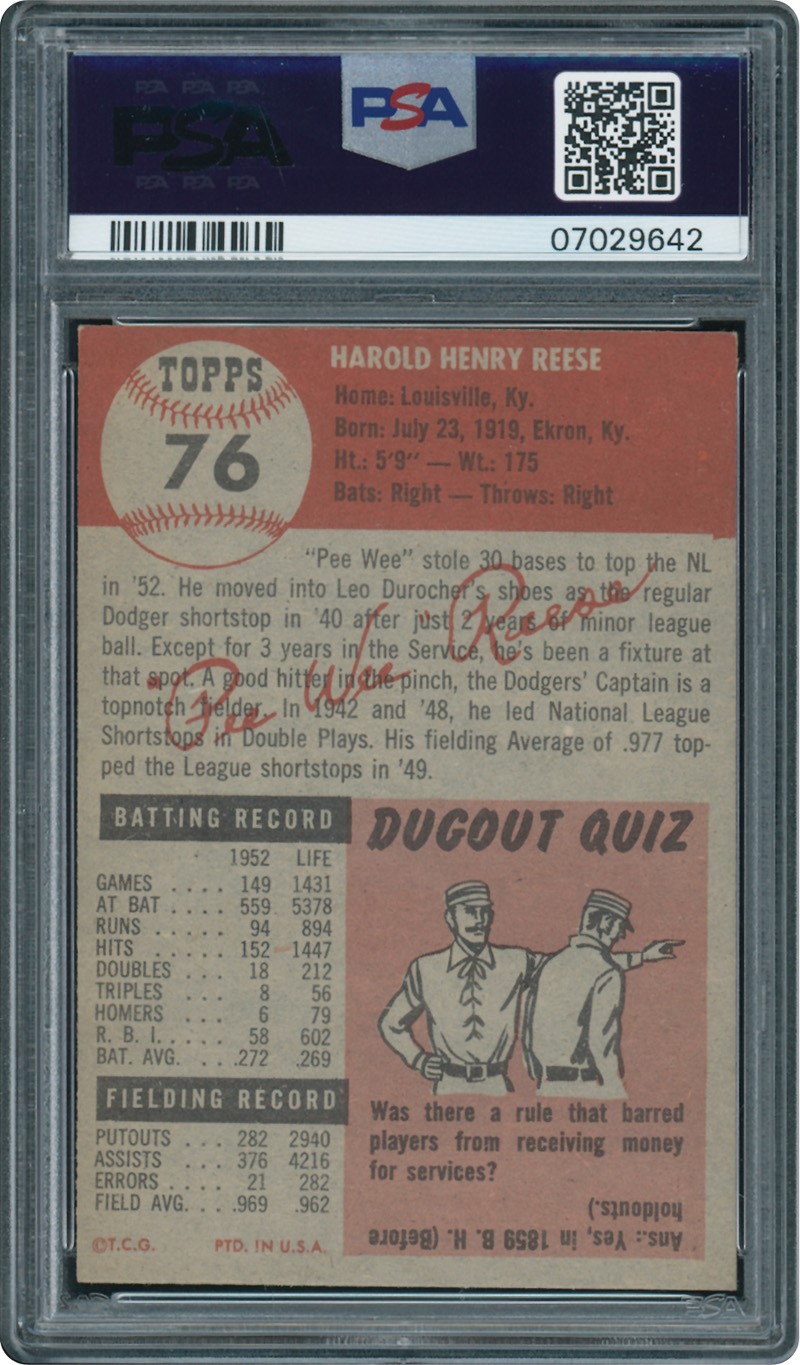 PSA PSA PSA
PSA
PSA PSA PSA
PSA
07029642
TOPPS
76
HAROLD HENRY REESE
Home: Louisville, Ky.
Born: July 23, 1919, Ekron, Ky.
Ht.: 5'9" — Wt.: 175
Bats: Right — Throws: Right
"Pee Wee" stole 30 bases to top the NL
in '52. He moved into Leo Durocher's shoes as the regular
Dodger shortstop in '40 after just 2 years of minor league
ball. Except for 3 years in the Service, he's been a fixture at
that spot. A good hitter in the pinch, the Dodgers' Captain is a
topnotch fielder. In 1942 and '48, he led National League
Shortstops in Double Plays. His fielding Average of .977 top-
ped the League shortstops in '49.
"Pee Wee" Reese
BATTING RECORD
1952 LIFE
GAMES .... 149 1431
AT BAT .... 559 5378
RUNS ..... 94 894
HITS ..... 152 1447
DOUBLES ... 18 212
TRIPLES ... 8 56
HOMERS ... 6 79
R. B. I. .... 58 602
BAT. AVG. ... .272 .269
FIELDING RECORD
PUTOUTS ... 282 2940
ASSISTS .... 376 4216
ERRORS .... 21 282
FIELD AVG. ... .969 .962
©T.C.G. PTD. IN U.S.A.
DUGOUT QUIZ
Was there a rule that barred
players from receiving money
for services?
Ans.: Yes, in 1859 B. H. (Before
holdouts.)
PSA